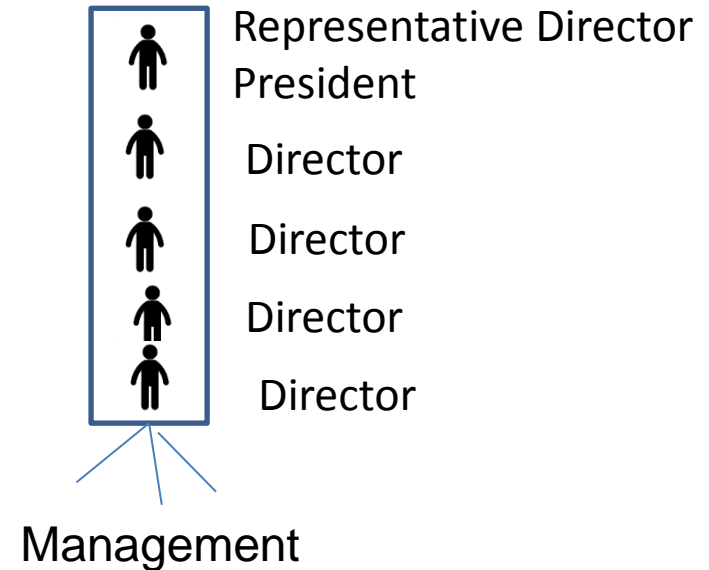 Representative Director
President
Director
Director
Director
Director
Management